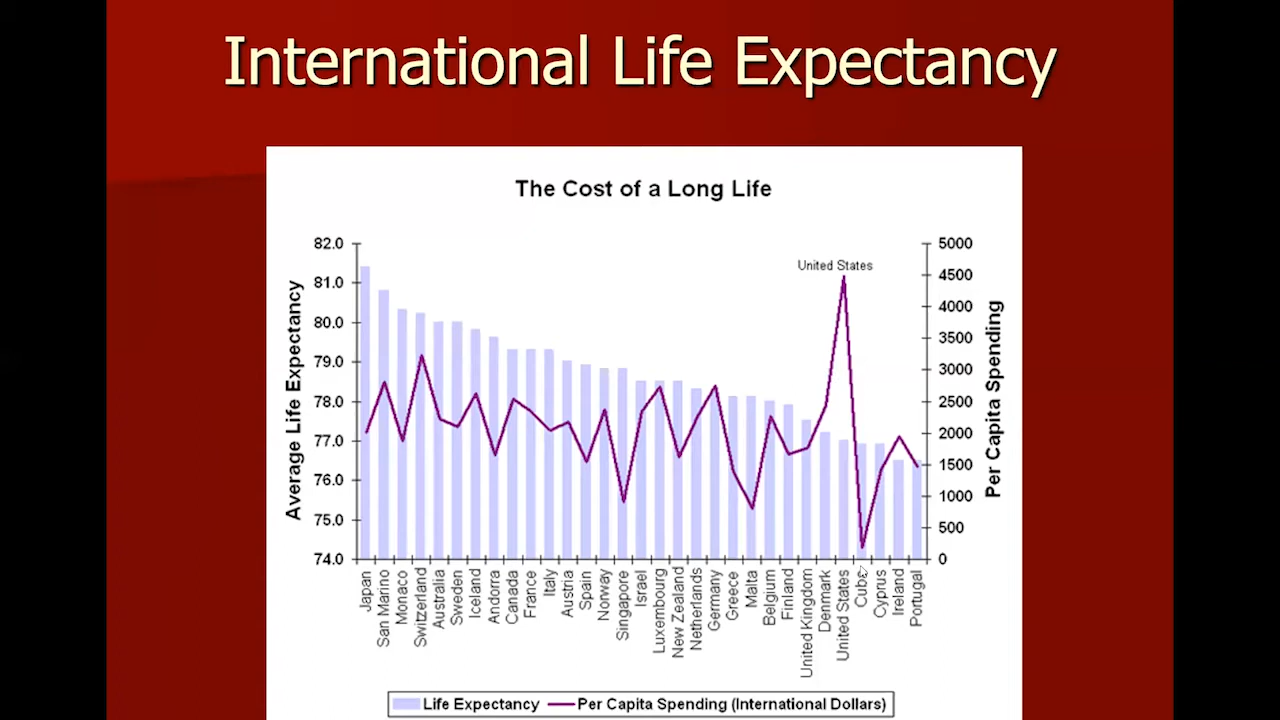 International Life Expectancy
The Cost of a Long Life
United States
Average Life Expectancy
82.0
81.0
80.0
79.0
78.0
77.0
76.0
75.0
74.0
5000
4500
4000
3500
3000
2500
2000
1500
1000
500
0
Per Capita Spending
Japan
San Marino
Monaco
Switzerland
Australia
Sweden
Iceland
Andorra
Canada
France
Italy
Austria
Spain
Norway
Singapore
Israel
Luxembourg
New Zealand
Netherlands
Germany
Greece
Malta
Belgium
Finland
United Kingdom
Denmark
United States
Cuba
Cyprus
Ireland
Portugal
Life Expectancy
Per Capita Spending (International Dollars)